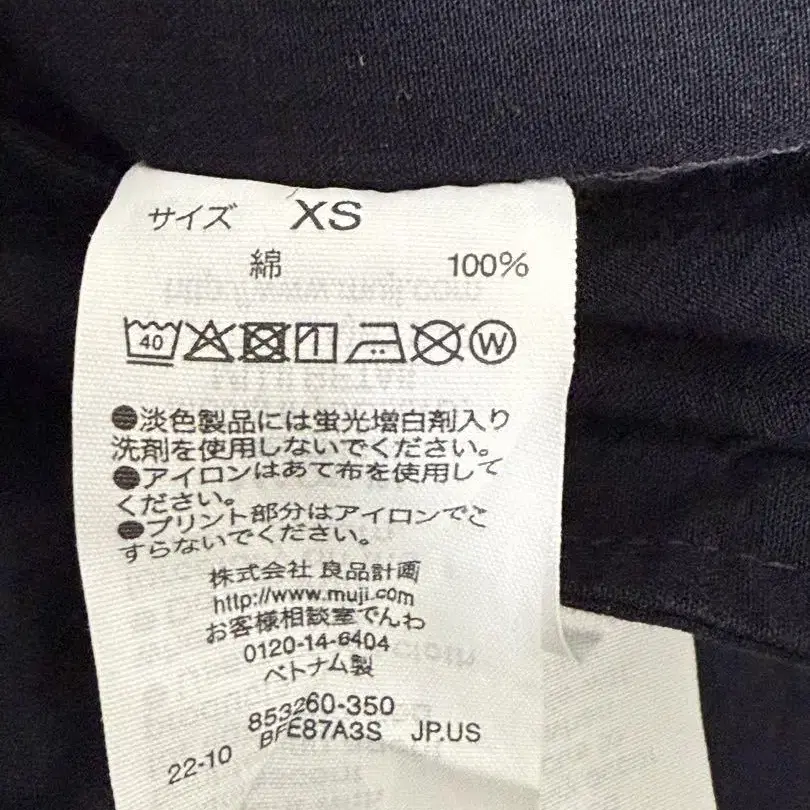 サイズ XS
綿 100%
40 W
●淡色製品には蛍光増白剤入り
洗剤を使用しないでください。
●アイロンはあて布を使用して
ください。
●プリント部分はアイロンでこ
すらないでください。
株式会社 良品計画
http://www.muji.com
お客様相談室でんわ
0120-14-6404
ベトナム製
853260-350
BFE87A3S JP.US
22-10